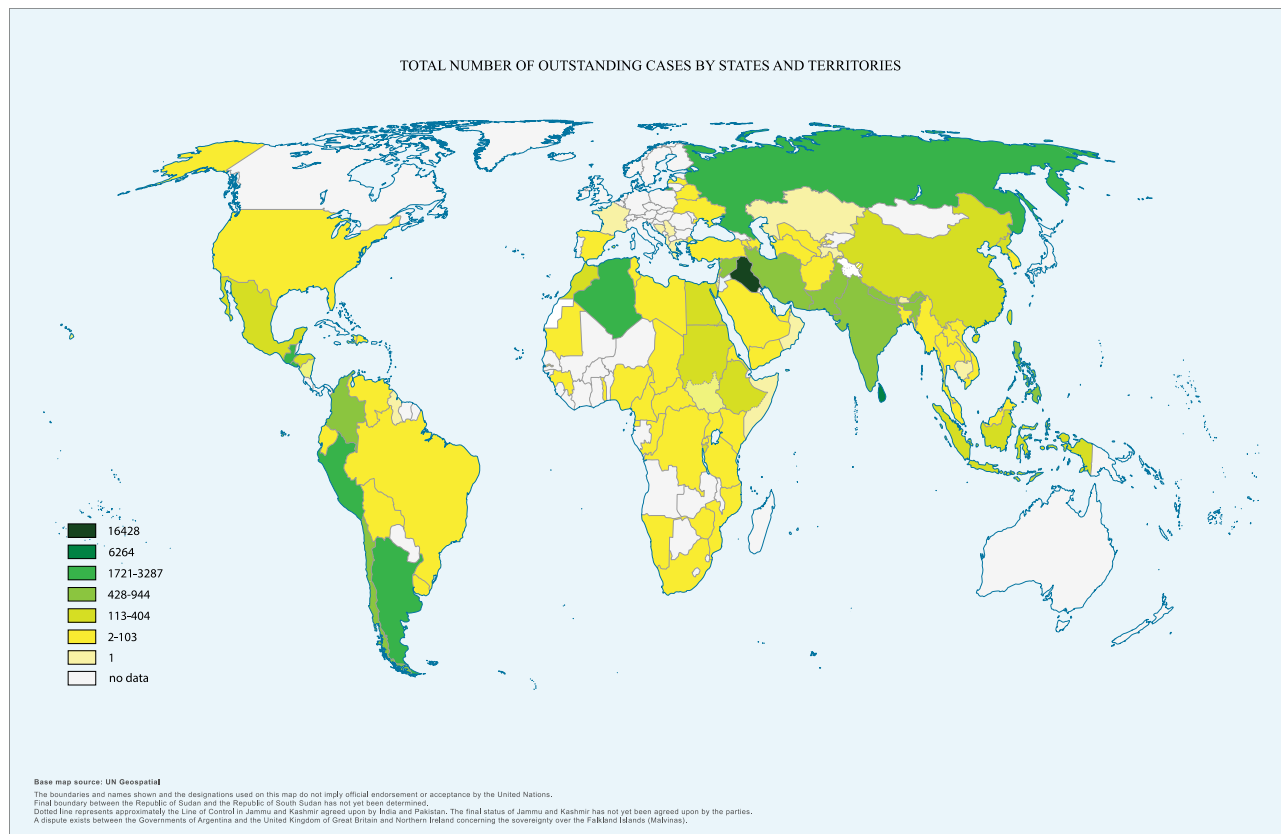 TOTAL NUMBER OF OUTSTANDING CASES BY STATES AND TERRITORIES
16428
6264
1721-3287
428-944
113-404
2-103
1
no data
Base map source: UN Geospatial
The boundaries and names shown and the designations used on this map do not imply official endorsement or acceptance by the United Nations.
Final boundary between the Republic of Sudan and the Republic of South Sudan has not yet been determined.
Dotted line represents approximately the Line of Control in Jammu and Kashmir agreed upon by India and Pakistan. The final status of Jammu and Kashmir has not yet been agreed upon by the parties.
A dispute exists between the Governments of Argentina and the United Kingdom of Great Britain and Northern Ireland concerning the sovereignty over the Falkland Islands (Malvinas).